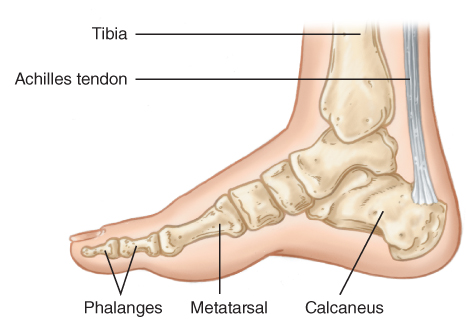 Tibia
Achilles tendon
Phalanges
Metatarsal
Calcaneus